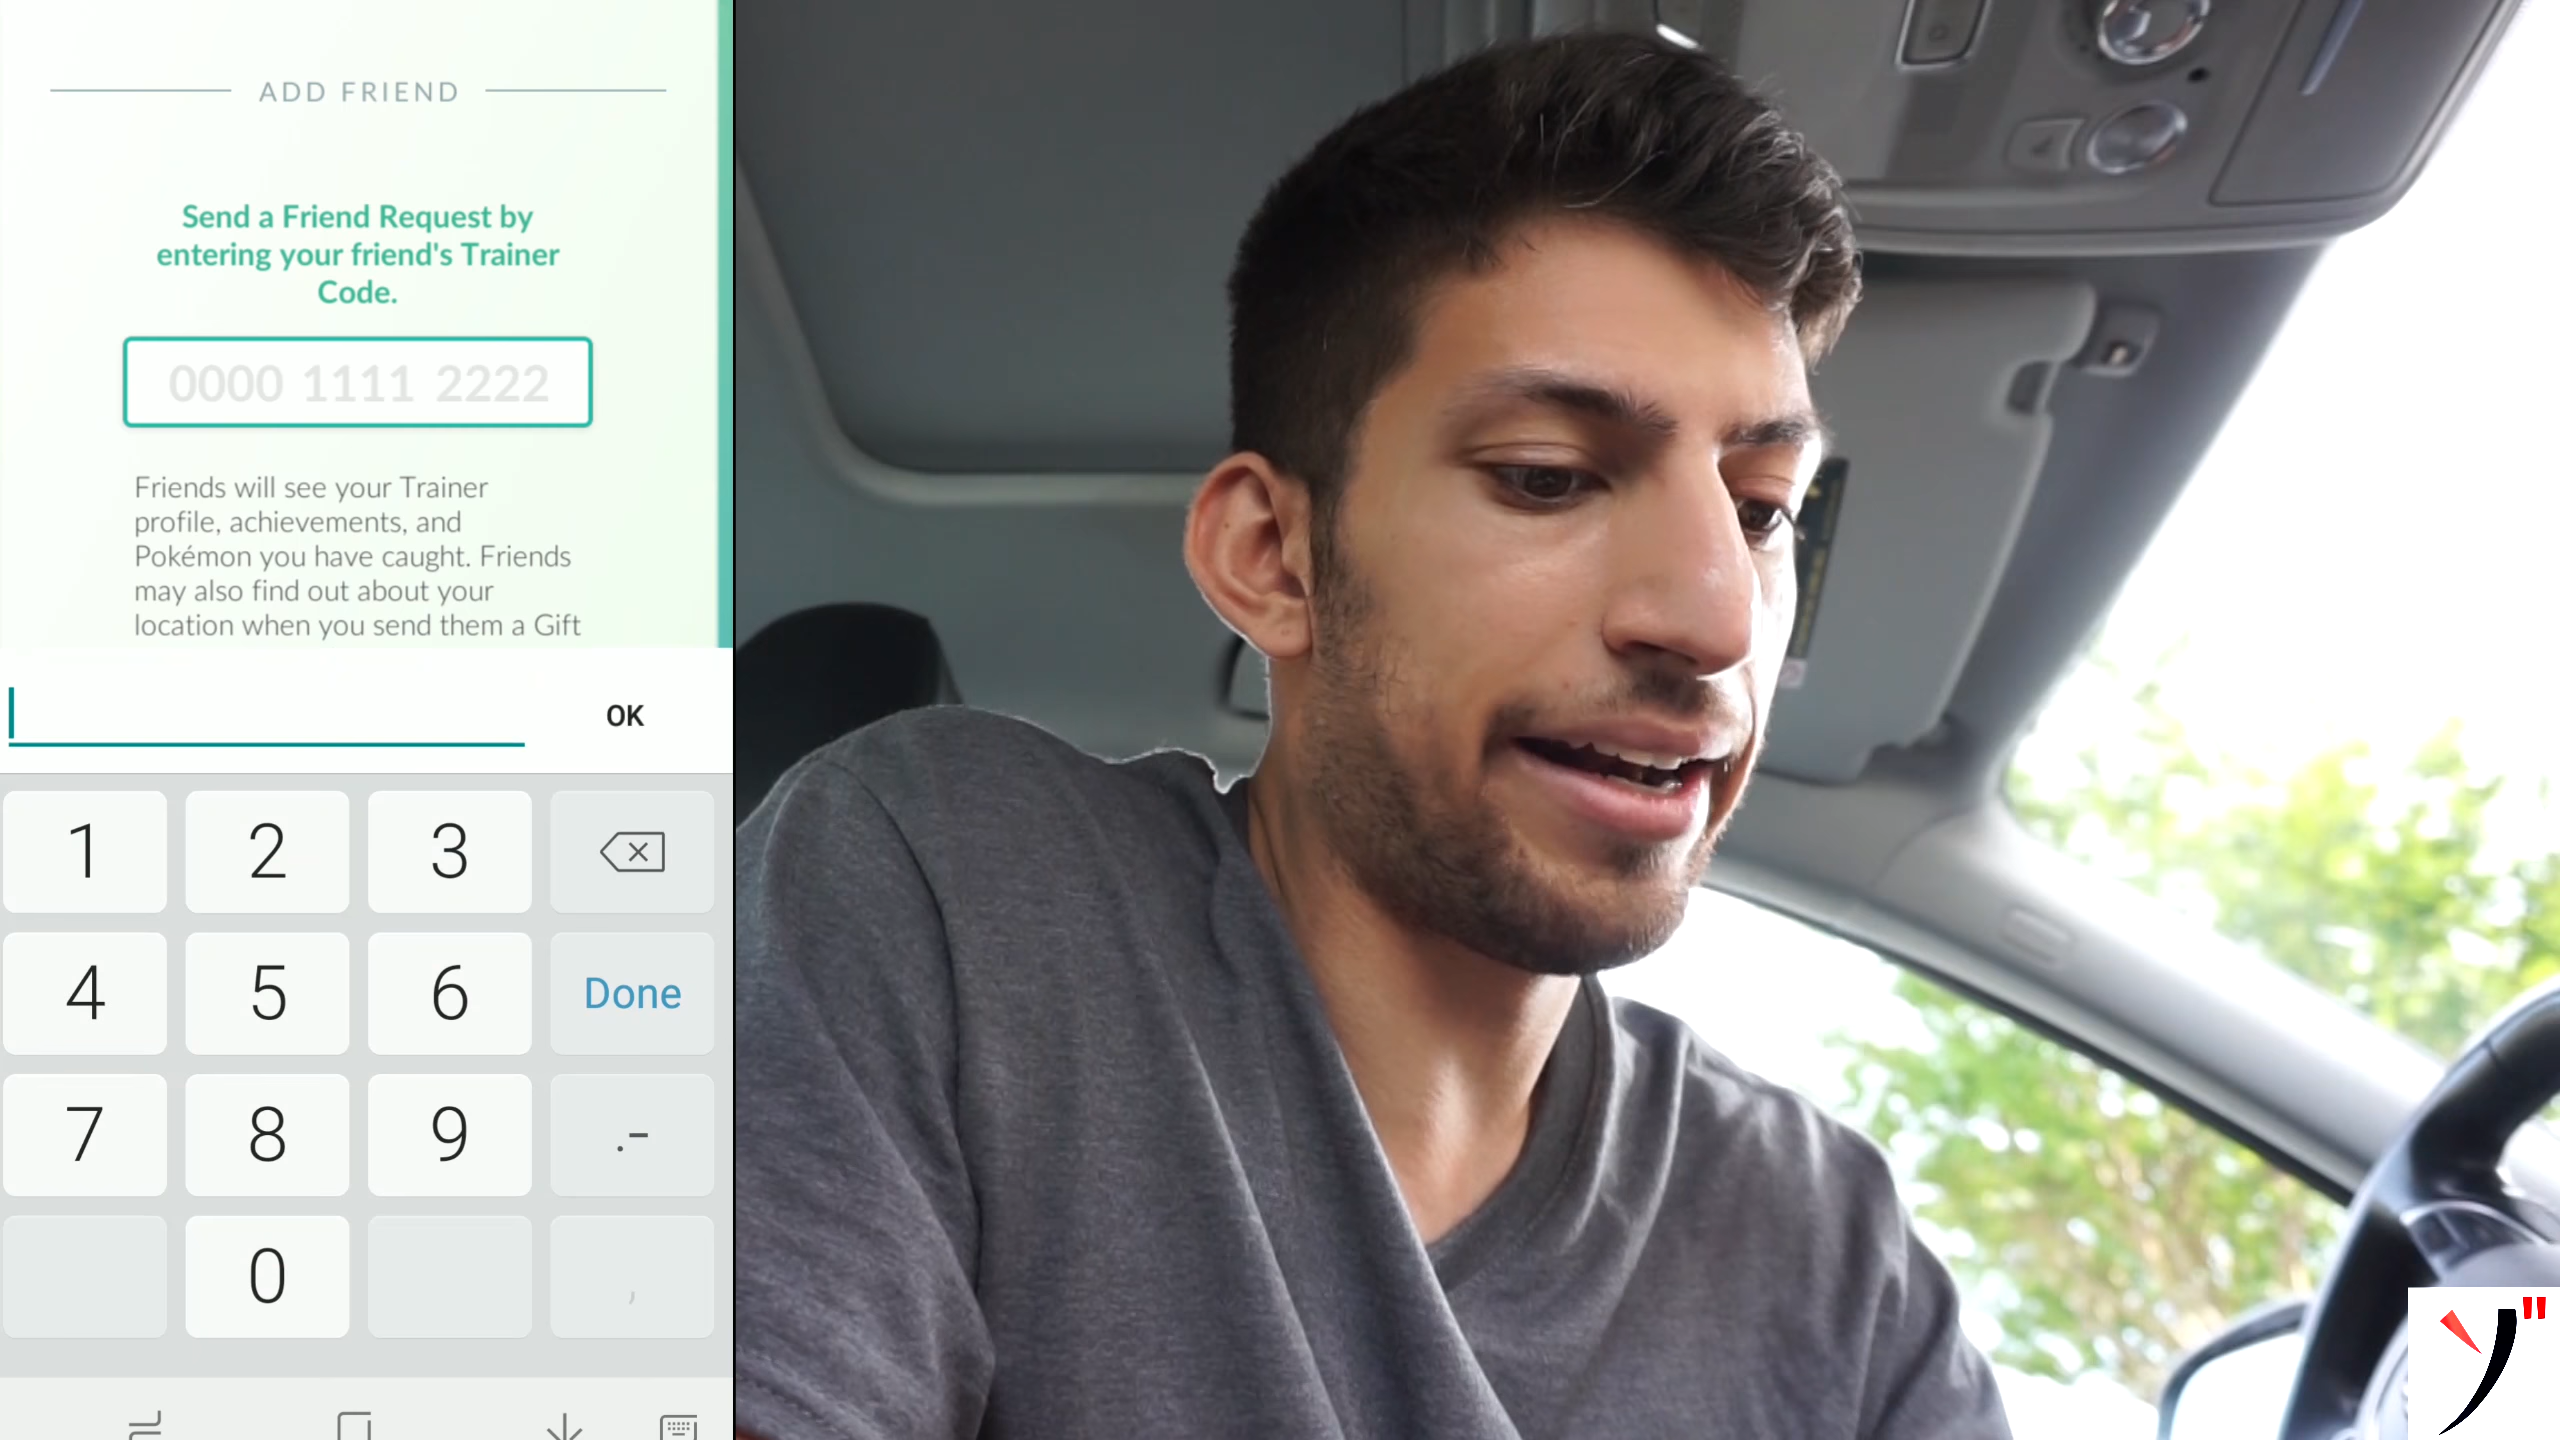 ADD FRIEND
Send a Friend Request by
entering your friend's Trainer
Code.
0000 1111 2222
Friends will see your Trainer
profile, achievements, and
Pokémon you have caught. Friends
may also find out about your
location when you send them a Gift
OK
1 2 3
4 5 6 Done
7 8 9 .-
0 ,